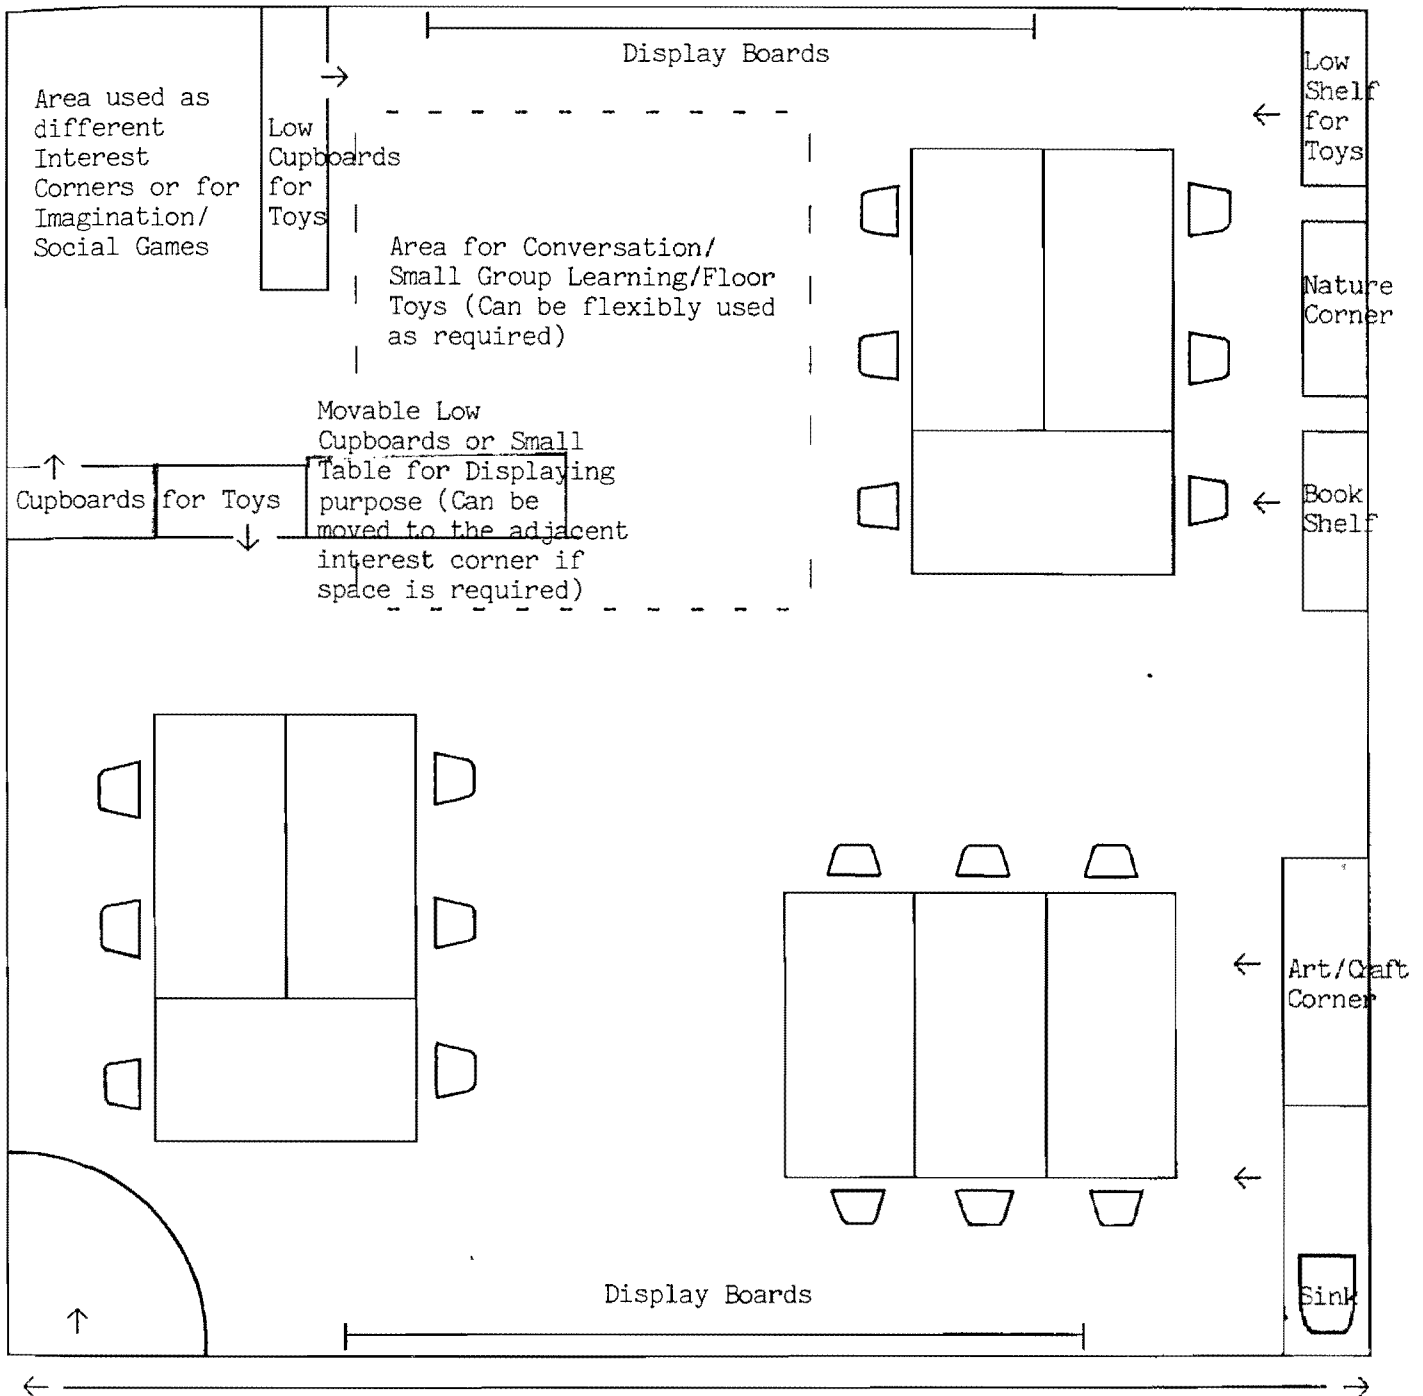 Display Boards
Area used as
different
Interest
Corners or for
Imagination/
Social Games
Low
Cupboards
for
Toys
Low
Shelf
for
Toys
Area for Conversation/
Small Group Learning/Floor
Toys (Can be flexibly used
as required)
Nature
Corner
Movable Low
Cupboards or Small
Table for Displaying
purpose (Can be
moved to the adjacent
interest corner if
space is required)
Cupboards for Toys
Book
Shelf
Art/Craft
Corner
Display Boards
Sink